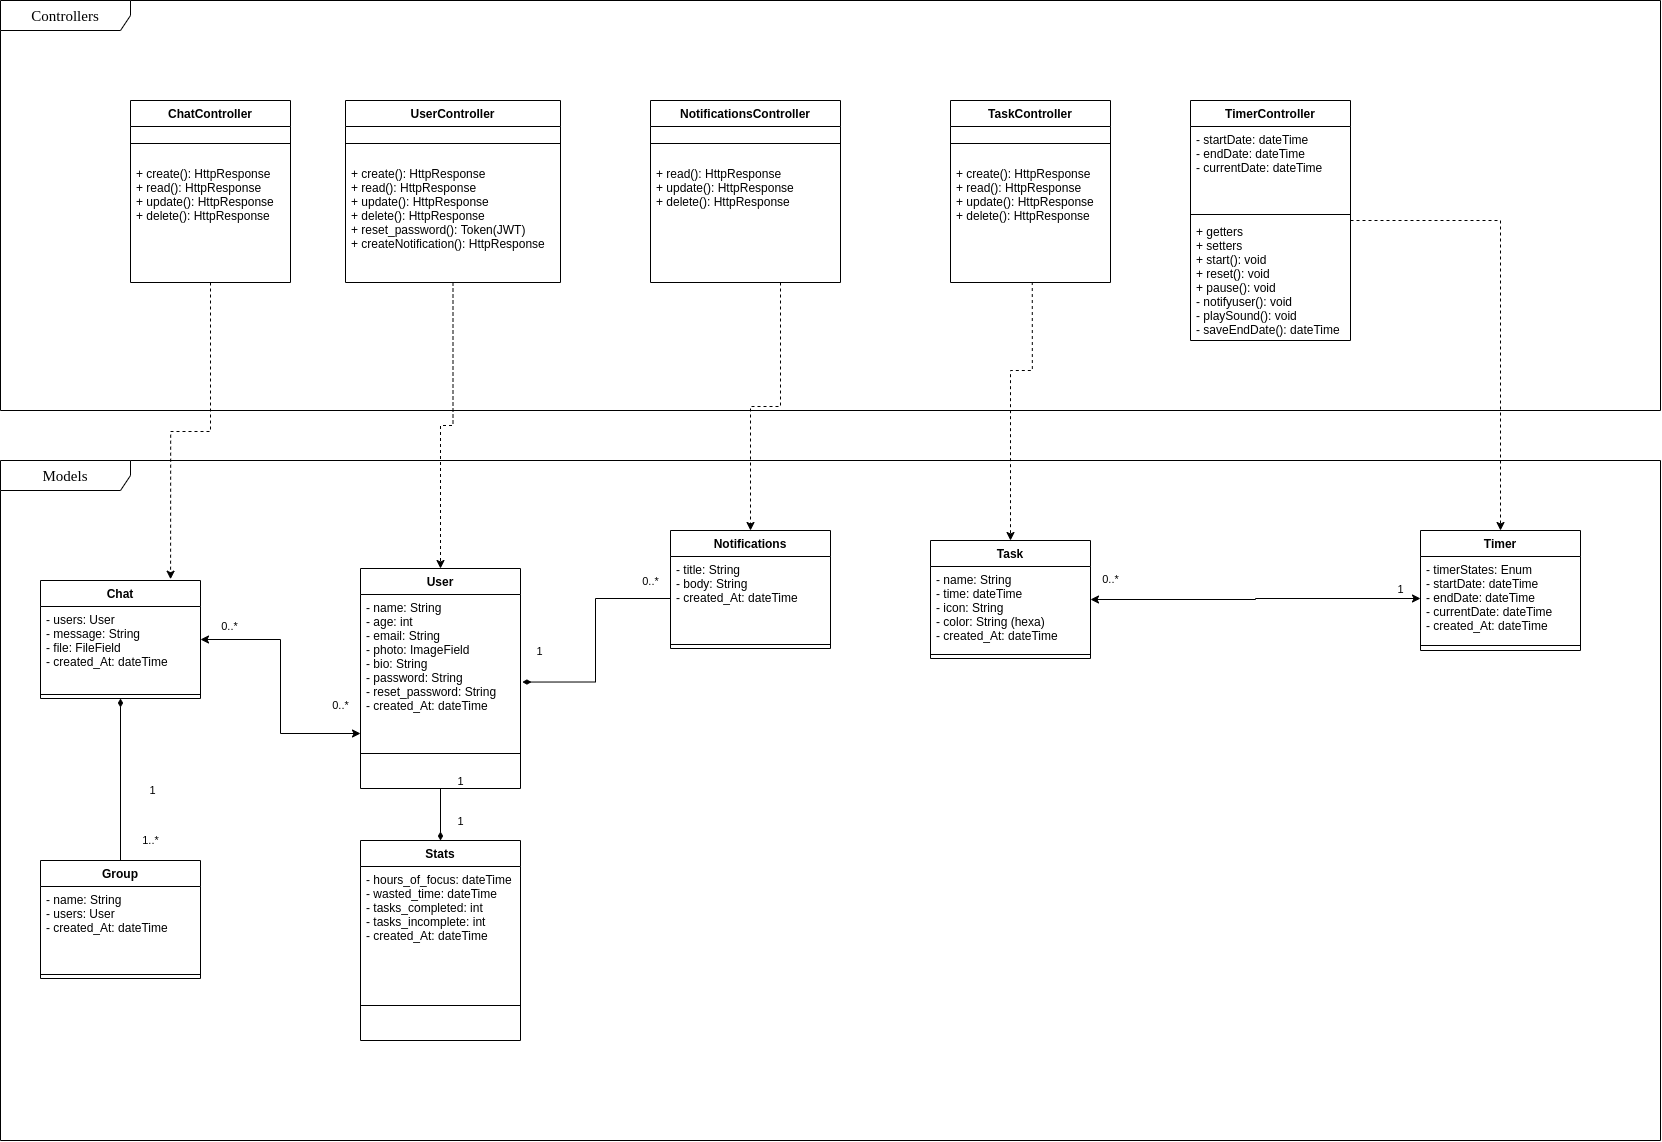 Controllers
ChatController
+ create(): HttpResponse
+ read(): HttpResponse
+ update(): HttpResponse
+ delete(): HttpResponse
UserController
+ create(): HttpResponse
+ read(): HttpResponse
+ update(): HttpResponse
+ delete(): HttpResponse
+ reset_password(): Token(JWT)
+ createNotification(): HttpResponse
NotificationsController
+ read(): HttpResponse
+ update(): HttpResponse
+ delete(): HttpResponse
TaskController
+ create(): HttpResponse
+ read(): HttpResponse
+ update(): HttpResponse
+ delete(): HttpResponse
TimerController
- startDate: dateTime
- endDate: dateTime
- currentDate: dateTime
+ getters
+ setters
+ start(): void
+ reset(): void
+ pause(): void
- notifyuser(): void
- playSound(): void
- saveEndDate(): dateTime
Models
Chat
- users: User
- message: String
- file: FileField
- created_At: dateTime
0..*
0..*
User
- name: String
- age: int
- email: String
- photo: ImageField
- bio: String
- password: String
- reset_password: String
- created_At: dateTime
1
0..*
Notifications
- title: String
- body: String
- created_At: dateTime
Task
- name: String
- time: dateTime
- icon: String
- color: String (hexa)
- created_At: dateTime
0..*
1
Timer
- timerStates: Enum
- startDate: dateTime
- endDate: dateTime
- currentDate: dateTime
- created_At: dateTime
1
1..*
Group
- name: String
- users: User
- created_At: dateTime
1
1
Stats
- hours_of_focus: dateTime
- wasted_time: dateTime
- tasks_completed: int
- tasks_incomplete: int
- created_At: dateTime